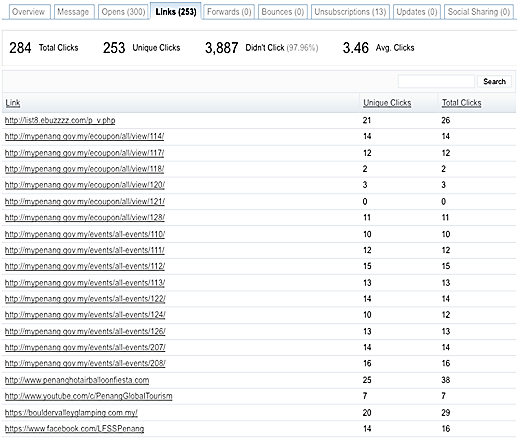 Overview Message Opens (300) Links (253) Forwards (0) Bounces (0) Unsubscriptions (13) Updates (0) Social Sharing (0)
284 Total Clicks 253 Unique Clicks 3,887 Didn't Click (97.96%) 3.46 Avg. Clicks
Search
Link Unique Clicks Total Clicks
http://list8.ebuzzzz.com/p_v.php 21 26
http://mypenang.gov.my/ecoupon/all/view/114/ 14 14
http://mypenang.gov.my/ecoupon/all/view/117/ 12 12
http://mypenang.gov.my/ecoupon/all/view/118/ 2 2
http://mypenang.gov.my/ecoupon/all/view/120/ 3 3
http://mypenang.gov.my/ecoupon/all/view/121/ 0 0
http://mypenang.gov.my/ecoupon/all/view/128/ 11 11
http://mypenang.gov.my/events/all-events/110/ 10 10
http://mypenang.gov.my/events/all-events/111/ 12 12
http://mypenang.gov.my/events/all-events/112/ 15 15
http://mypenang.gov.my/events/all-events/113/ 13 13
http://mypenang.gov.my/events/all-events/122/ 14 14
http://mypenang.gov.my/events/all-events/124/ 10 12
http://mypenang.gov.my/events/all-events/126/ 13 13
http://mypenang.gov.my/events/all-events/207/ 14 14
http://mypenang.gov.my/events/all-events/208/ 16 16
http://www.penanghotairballoonfiesta.com 25 38
http://www.youtube.com/c/PenangGlobalTourism 7 7
https://bouldervalleyglamping.com.my/ 20 29
https://www.facebook.com/LFSSPenang 14 16